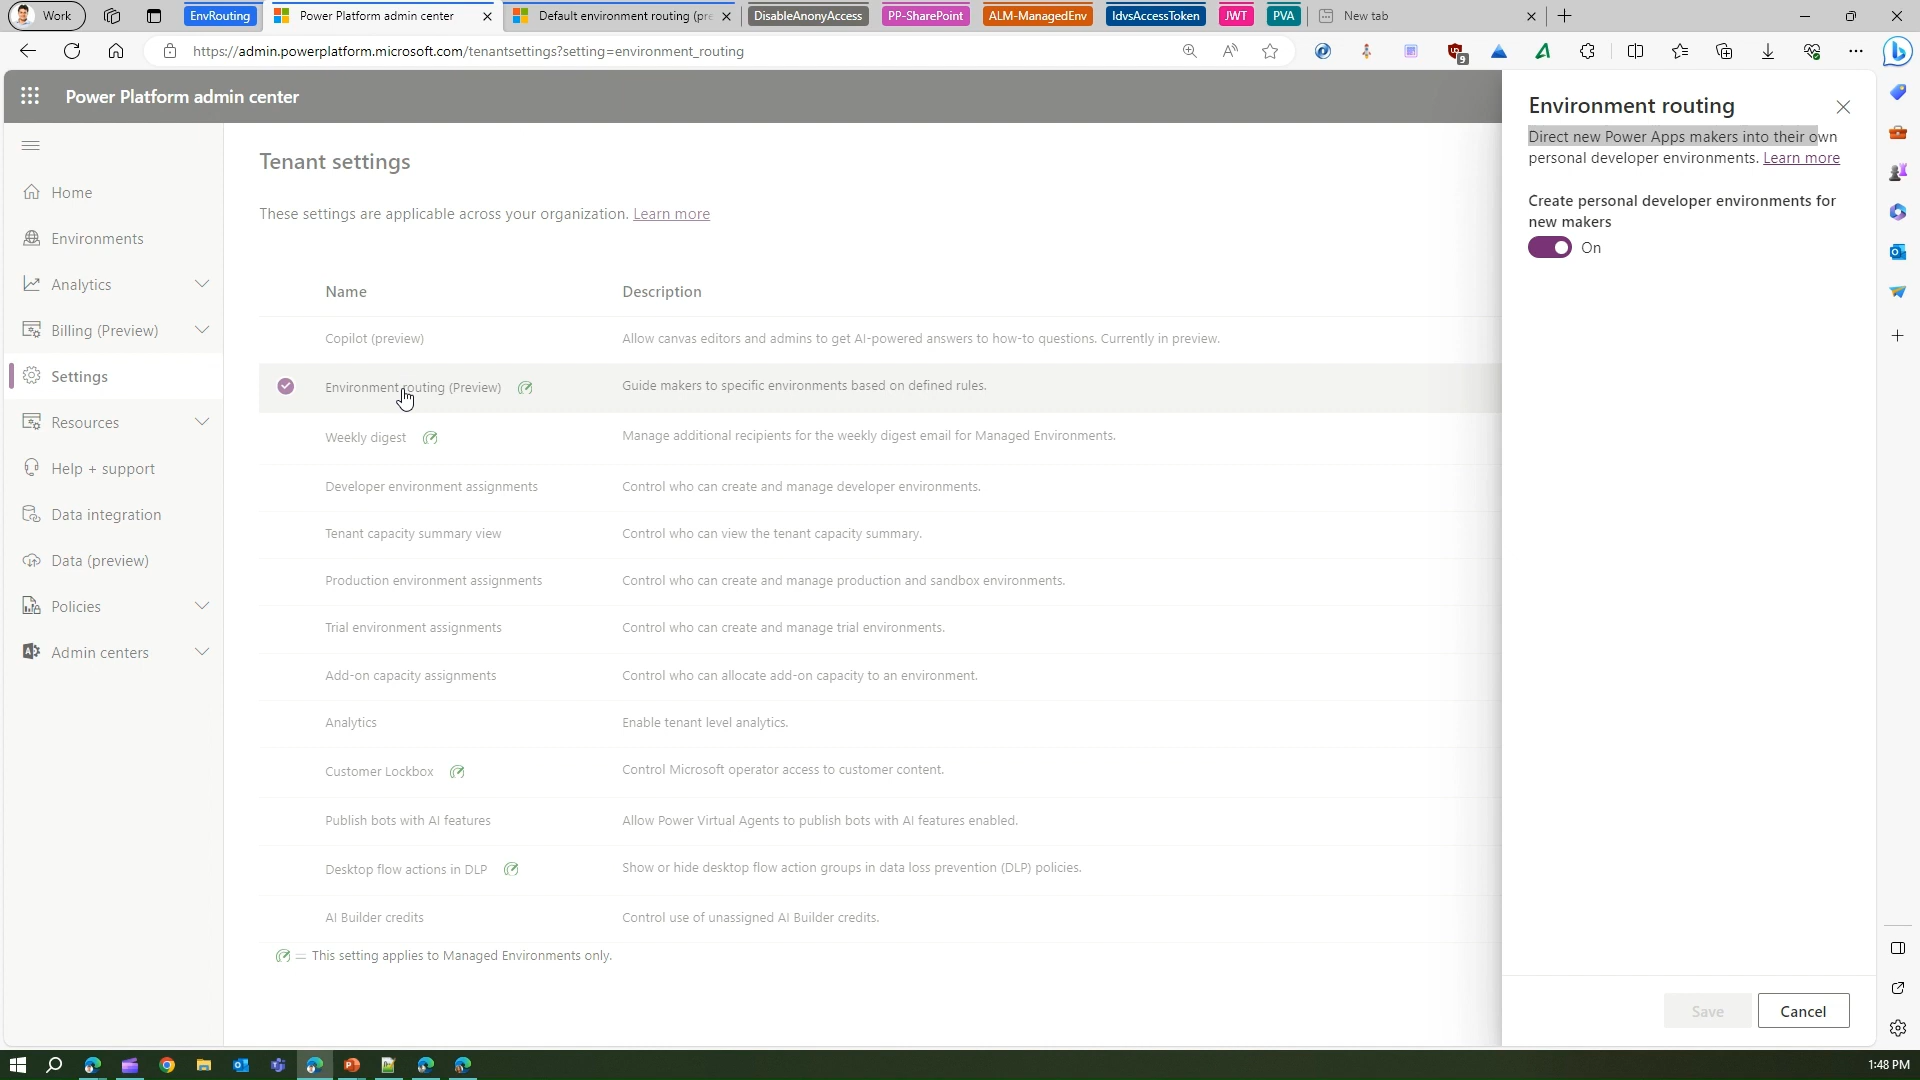 Work
EnvRouting
Power Platform admin center
Default environment routing (pre
DisableAnonyAccess
PP-SharePoint
ALM-ManagedEnv
IdvsAccessToken
JWT
PVA
New tab
https://admin.powerplatform.microsoft.com/tenantsettings?setting=environment_routing
9
Power Platform admin center
Home
Environments
Analytics
Billing (Preview)
Settings
Resources
Help + support
Data integration
Data (preview)
Policies
Admin centers
Tenant settings
These settings are applicable across your organization. Learn more
Name Description
Copilot (preview) Allow canvas editors and admins to get AI-powered answers to how-to questions. Currently in preview.
Environment routing (Preview) Guide makers to specific environments based on defined rules.
Weekly digest Manage additional recipients for the weekly digest email for Managed Environments.
Developer environment assignments Control who can create and manage developer environments.
Tenant capacity summary view Control who can view the tenant capacity summary.
Production environment assignments Control who can create and manage production and sandbox environments.
Trial environment assignments Control who can create and manage trial environments.
Add-on capacity assignments Control who can allocate add-on capacity to an environment.
Analytics Enable tenant level analytics.
Customer Lockbox Control Microsoft operator access to customer content.
Publish bots with AI features Allow Power Virtual Agents to publish bots with AI features enabled.
Desktop flow actions in DLP Show or hide desktop flow action groups in data loss prevention (DLP) policies.
AI Builder credits Control use of unassigned AI Builder credits.
= This setting applies to Managed Environments only.
Environment routing
Direct new Power Apps makers into their own
personal developer environments. Learn more
Create personal developer environments for
new makers
On
Save
Cancel
1:48 PM